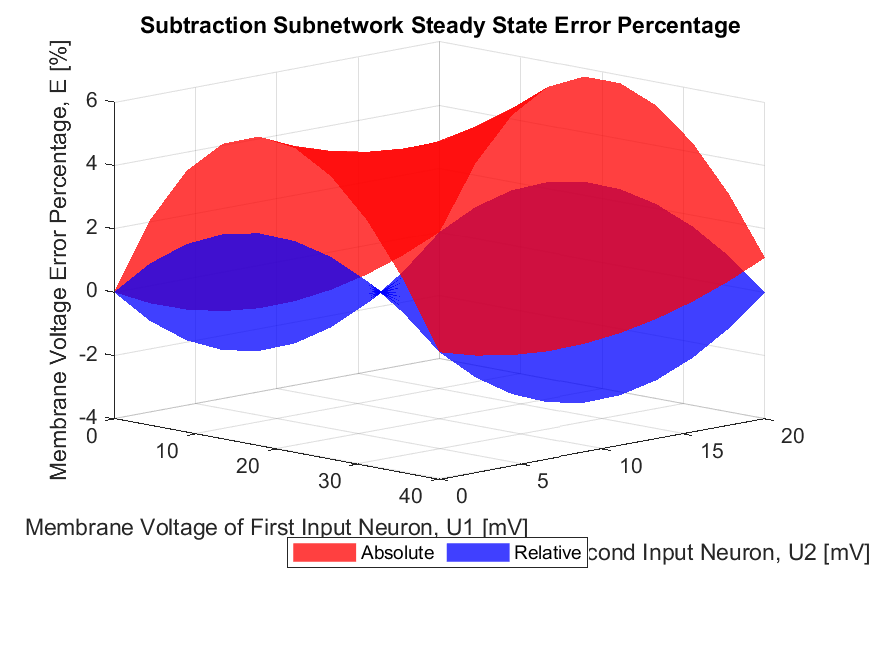 Subtraction Subnetwork Steady State Error Percentage
Membrane Voltage Error Percentage, E [%]
6
4
2
0
-2
-4
0
10
20
30
40
0
5
10
15
20
Membrane Voltage of First Input Neuron, U1 [mV]
cond Input Neuron, U2 [mV]
Absolute
Relative